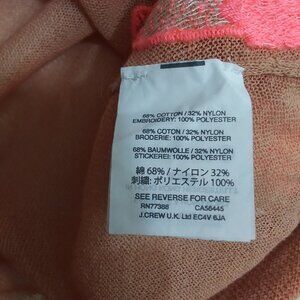 68% COTTON / 32% NYLON
EMBROIDERY: 100% POLYESTER
68% COTON / 32% NYLON
BRODERIE: 100% POLYESTER
68% BAUMWOLLE / 32% NYLON
STICKEREI: 100% POLYESTER
綿 68% / ナイロン 32%
刺繍: ポリエステル 100%
SEE REVERSE FOR CARE
RN77388 CA56445
J.CREW U.K. Ltd EC4V 6JA